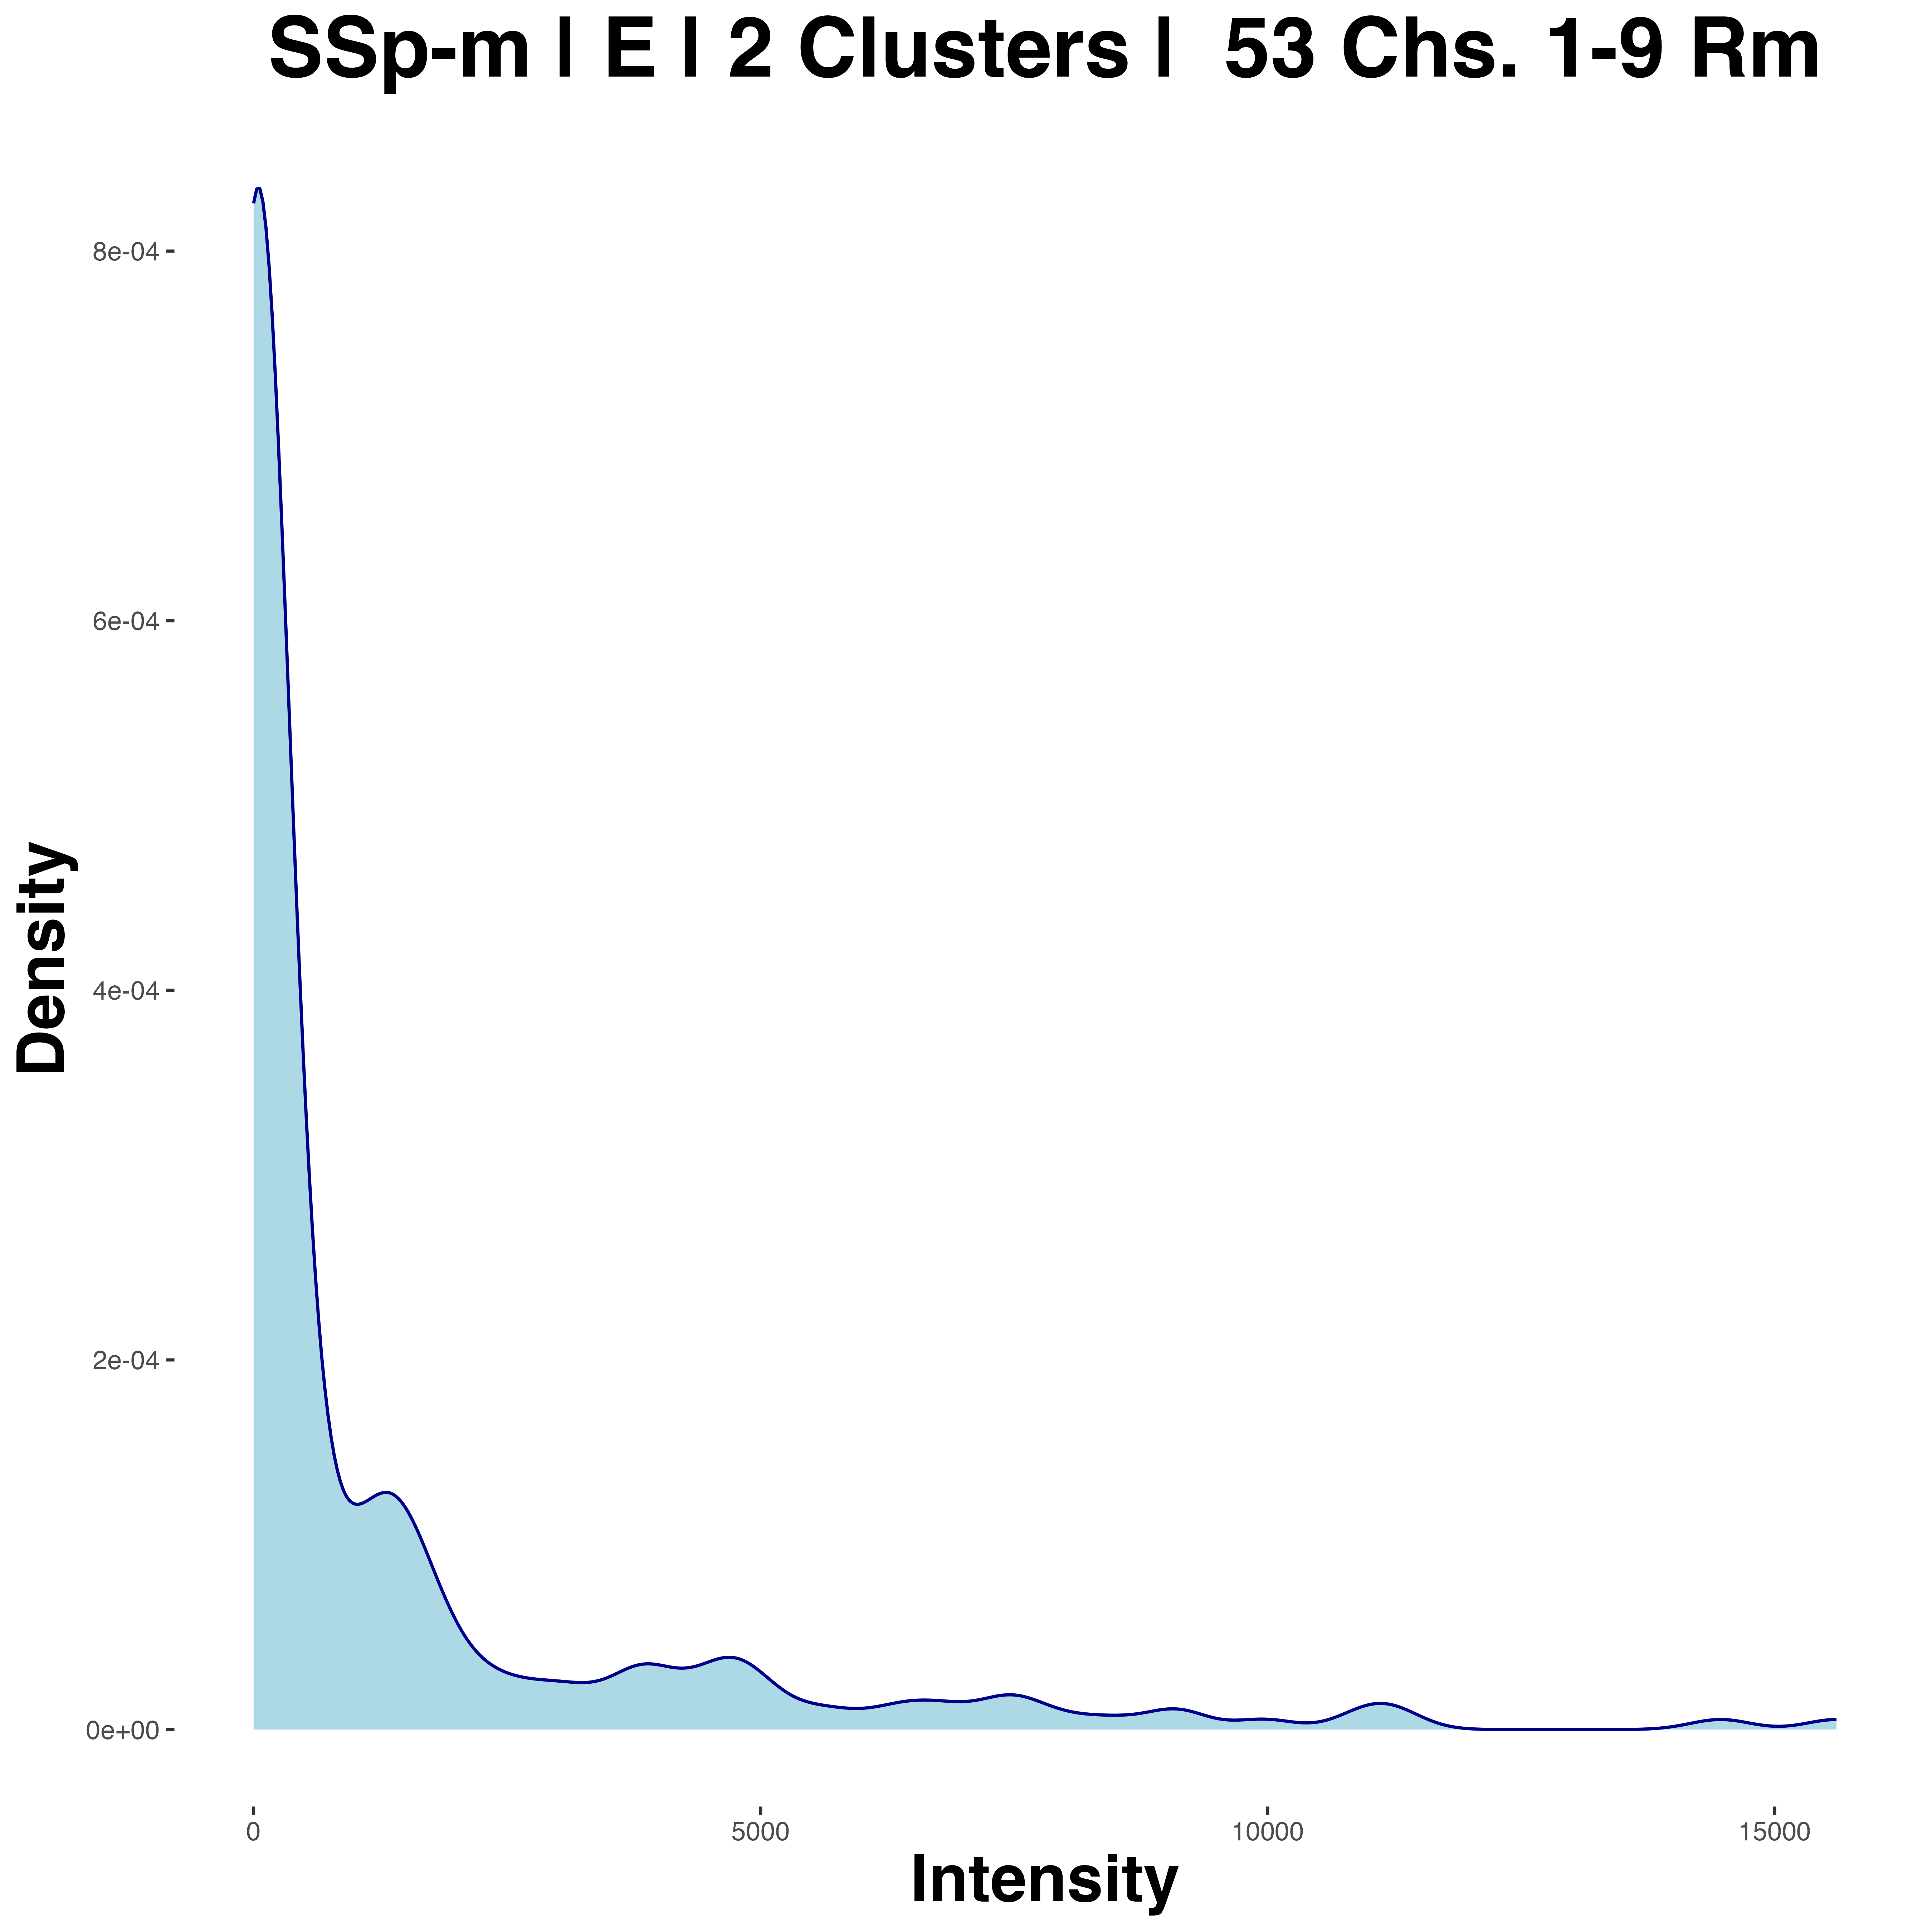 SSp-m | E | 2 Clusters |  53 Chs. 1-9 Rm
8e-04
6e-04
4e-04
2e-04
0e+00
Density
0 5000 10000 15000
Intensity